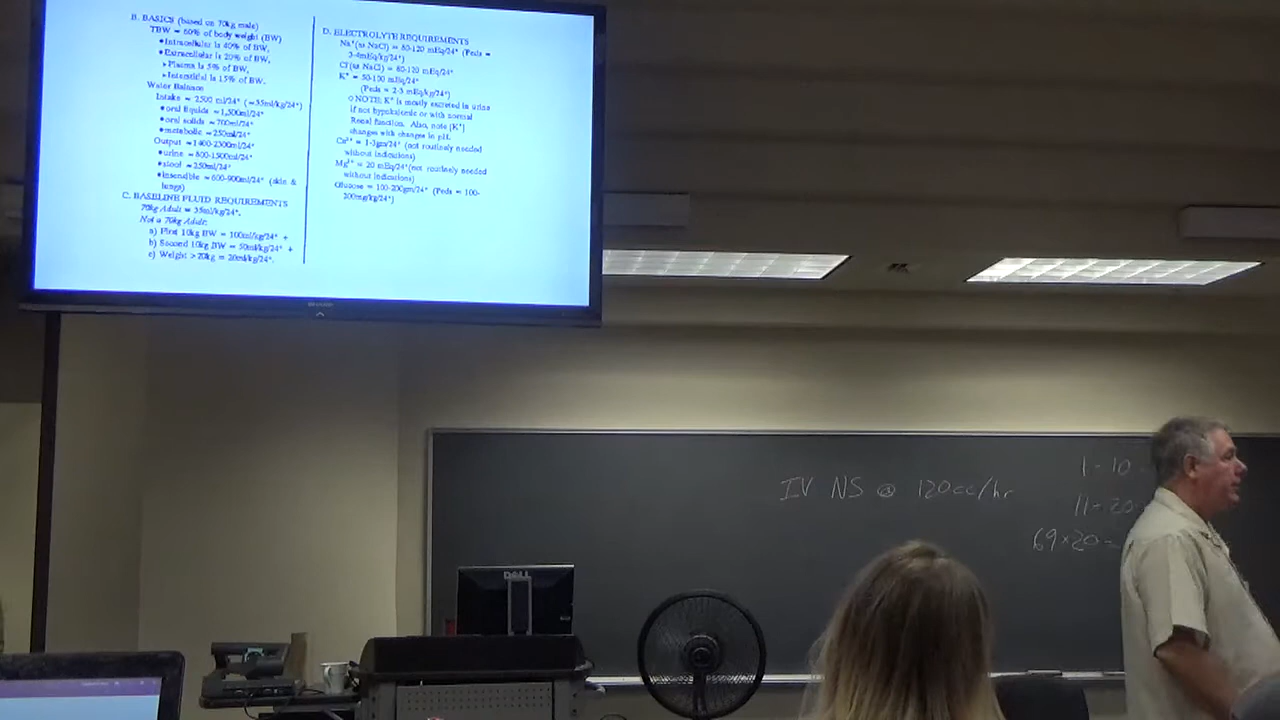 B. BASICS (based on 70kg male)
TBW = 60% of body weight (BW)
•Intracellular is 40% of BW,
•Extracellular is 20% of BW,
▸Plasma is 5% of BW,
▸Interstitial is 15% of BW.
Water Balance
Intake ≈ 2500 ml/24° (≈35ml/kg/24°)
•oral liquids ≈1,500ml/24°
•oral solids ≈700ml/24°
•metabolic ≈250ml/24°
Output ≈ 1400-2300ml/24°
•urine ≈800-1500ml/24°
•stool ≈250ml/24°
•insensible ≈600-900ml/24° (skin &
lungs)
C. BASELINE FLUID REQUIREMENTS
70kg Adult = 35ml/kg/24°.
Not a 70kg Adult:
a) First 10kg BW = 100ml/kg/24° +
b) Second 10kg BW = 50ml/kg/24° +
c) Weight >20kg = 20ml/kg/24°.
D. ELECTROLYTE REQUIREMENTS
Na⁺(as NaCl) = 80-120 mEq/24° (Peds =
3-4mEq/kg/24°)
Cl⁻(as NaCl) = 80-120 mEq/24°
K⁺ = 50-100 mEq/24°
(Peds = 2-3 mEq/kg/24°)
○NOTE: K⁺ is mostly excreted in urine
if not hypokalemic or with normal
Renal function. Also, note [K⁺]
changes with changes in pH.
Ca²⁺ = 1-3gm/24° (not routinely needed
without indications)
Mg²⁺ = 20 mEq/24°(not routinely needed
without indications)
Glucose = 100-200gm/24° (Peds = 100-
200mg/kg/24°)
IV NS @ 120cc/hr
1-10 -
11-20
69×20 =
DELL